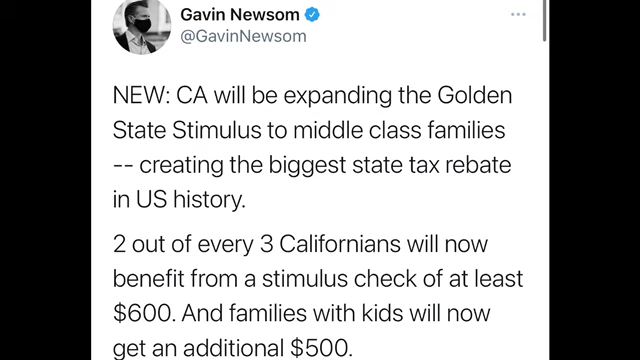 Gavin Newsom
@GavinNewsom
NEW: CA will be expanding the Golden
State Stimulus to middle class families
-- creating the biggest state tax rebate
in US history.
2 out of every 3 Californians will now
benefit from a stimulus check of at least
$600. And families with kids will now
get an additional $500.